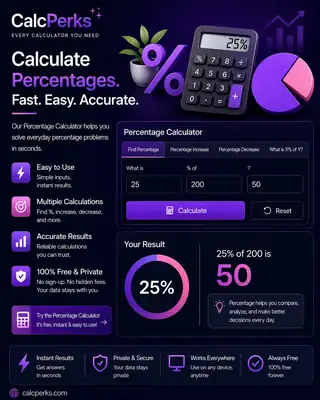 CalcPerks
EVERY CALCULATOR YOU NEED
Calculate
Percentages.
Fast. Easy. Accurate.
25%
%
Our Percentage Calculator helps you
solve everyday percentage problems
in seconds.
Easy to Use
Simple inputs,
instant results.
Multiple Calculations
Find %, increase, decrease,
and more.
Accurate Results
Reliable calculations
you can trust.
100% Free & Private
No sign-up. No hidden fees.
Your data stays with you.
Try the Percentage Calculator
It's free, instant & easy to use!
Percentage Calculator
Find Percentage
Percentage Increase
Percentage Decrease
What is X% of Y?
What is
% of
?
25
200
50
Calculate
Reset
Your Result
25%
25% of 200 is
50
Percentage helps you compare,
analyze, and make better
decisions every day.
Instant Results
Get answers
in seconds
Private & Secure
Your data stays
private
Works Everywhere
Use on any device,
anytime
Always Free
100% free
forever
calcperks.com